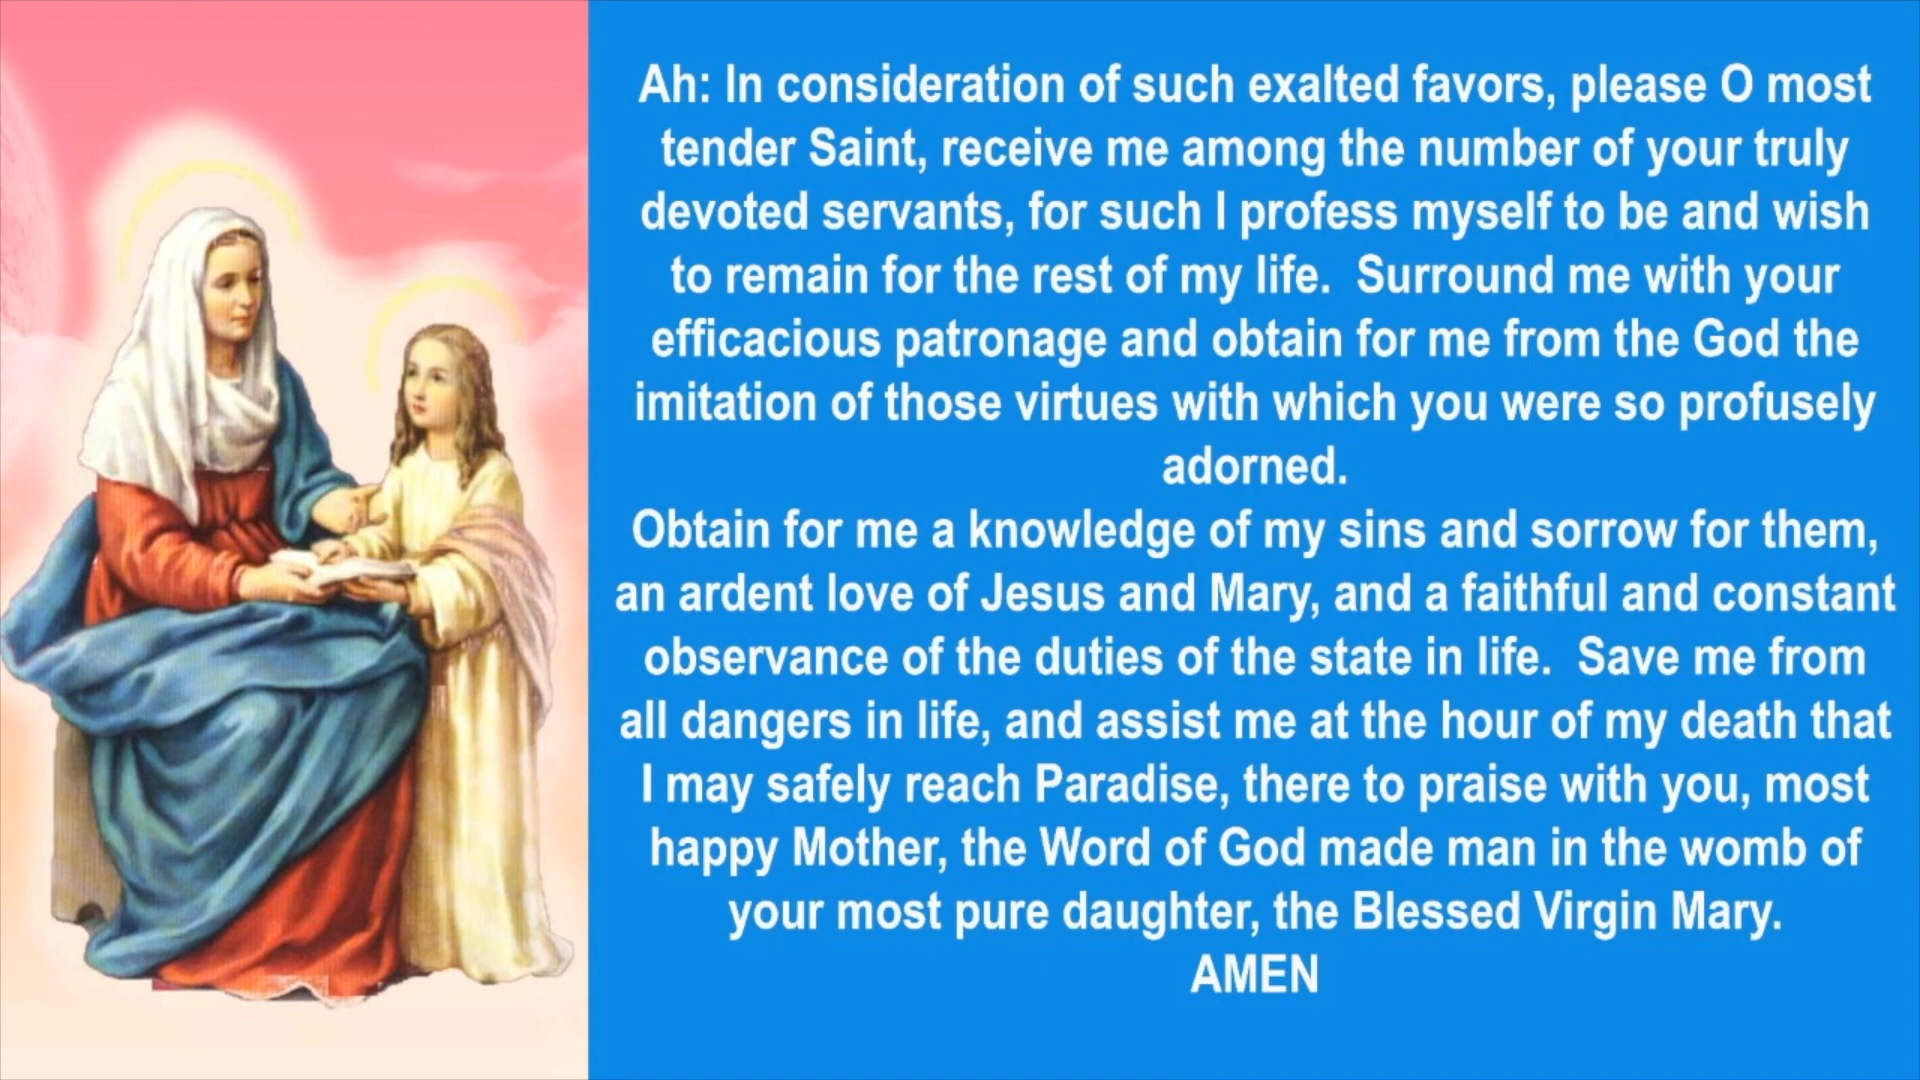 Ah: In consideration of such exalted favors, please O most
tender Saint, receive me among the number of your truly
devoted servants, for such I profess myself to be and wish
to remain for the rest of my life.  Surround me with your
efficacious patronage and obtain for me from the God the
imitation of those virtues with which you were so profusely
adorned.
Obtain for me a knowledge of my sins and sorrow for them,
an ardent love of Jesus and Mary, and a faithful and constant
observance of the duties of the state in life.  Save me from
all dangers in life, and assist me at the hour of my death that
I may safely reach Paradise, there to praise with you, most
happy Mother, the Word of God made man in the womb of
your most pure daughter, the Blessed Virgin Mary.
AMEN